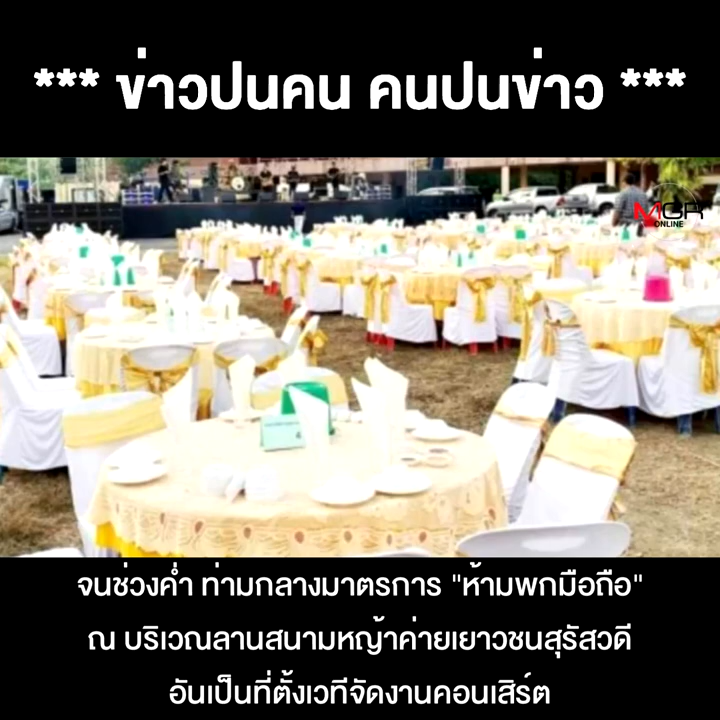 *** ข่าวปนคน คนปนข่าว ***
MGR
ONLINE
จนช่วงค่ำ ท่ามกลางมาตรการ "ห้ามพกมือถือ"
ณ บริเวณลานสนามหญ้าค่ายเยาวชนสุรัสวดี
อันเป็นที่ตั้งเวทีจัดงานคอนเสิร์ต